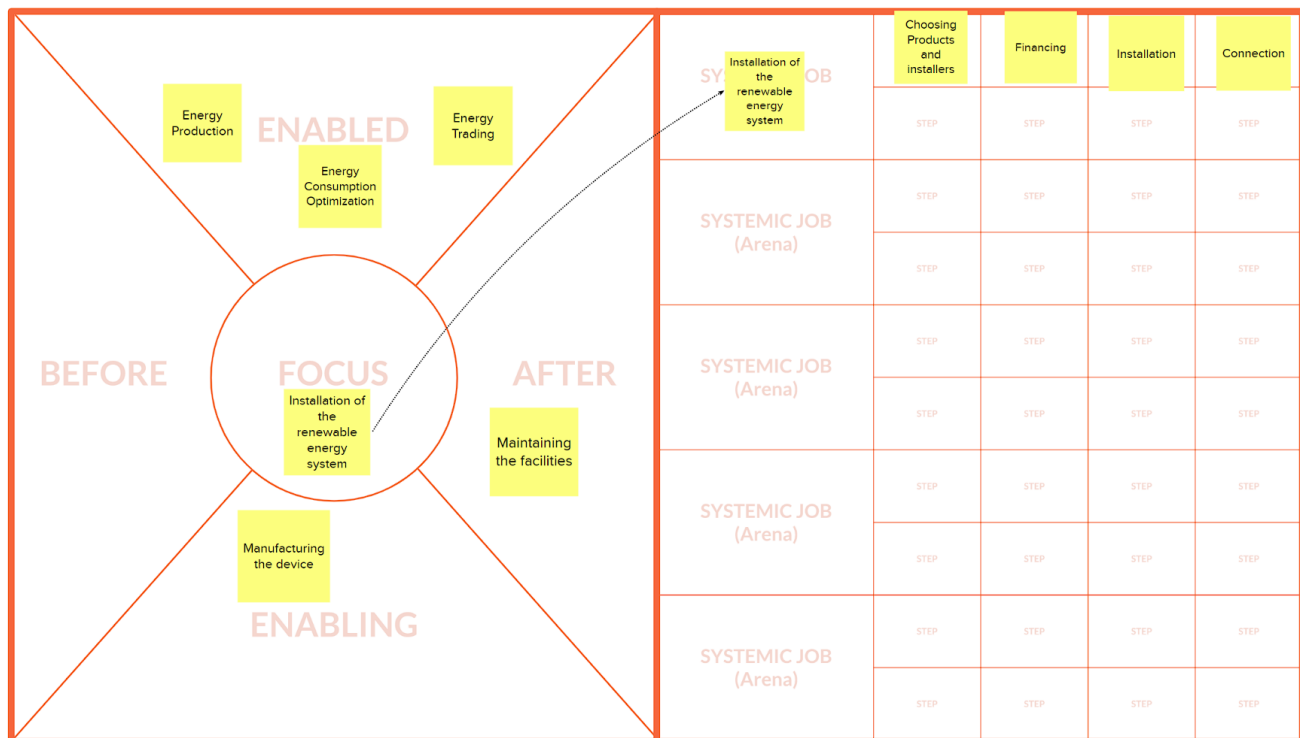 Energy
Production
ENABLED
Energy
Trading
Energy
Consumption
Optimization
BEFORE
FOCUS
AFTER
Installation of
the
renewable
energy
system
Maintaining
the facilities
Manufacturing
the device
ENABLING
SY
OB
Installation of
the
renewable
energy
system
Choosing
Products
and
installers
Financing
Installation
Connection
STEP
STEP
STEP
STEP
SYSTEMIC JOB
(Arena)
STEP
STEP
STEP
STEP
STEP
STEP
STEP
STEP
SYSTEMIC JOB
(Arena)
STEP
STEP
STEP
STEP
STEP
STEP
STEP
STEP
SYSTEMIC JOB
(Arena)
STEP
STEP
STEP
STEP
STEP
STEP
STEP
STEP
SYSTEMIC JOB
(Arena)
STEP
STEP
STEP
STEP
STEP
STEP
STEP
STEP